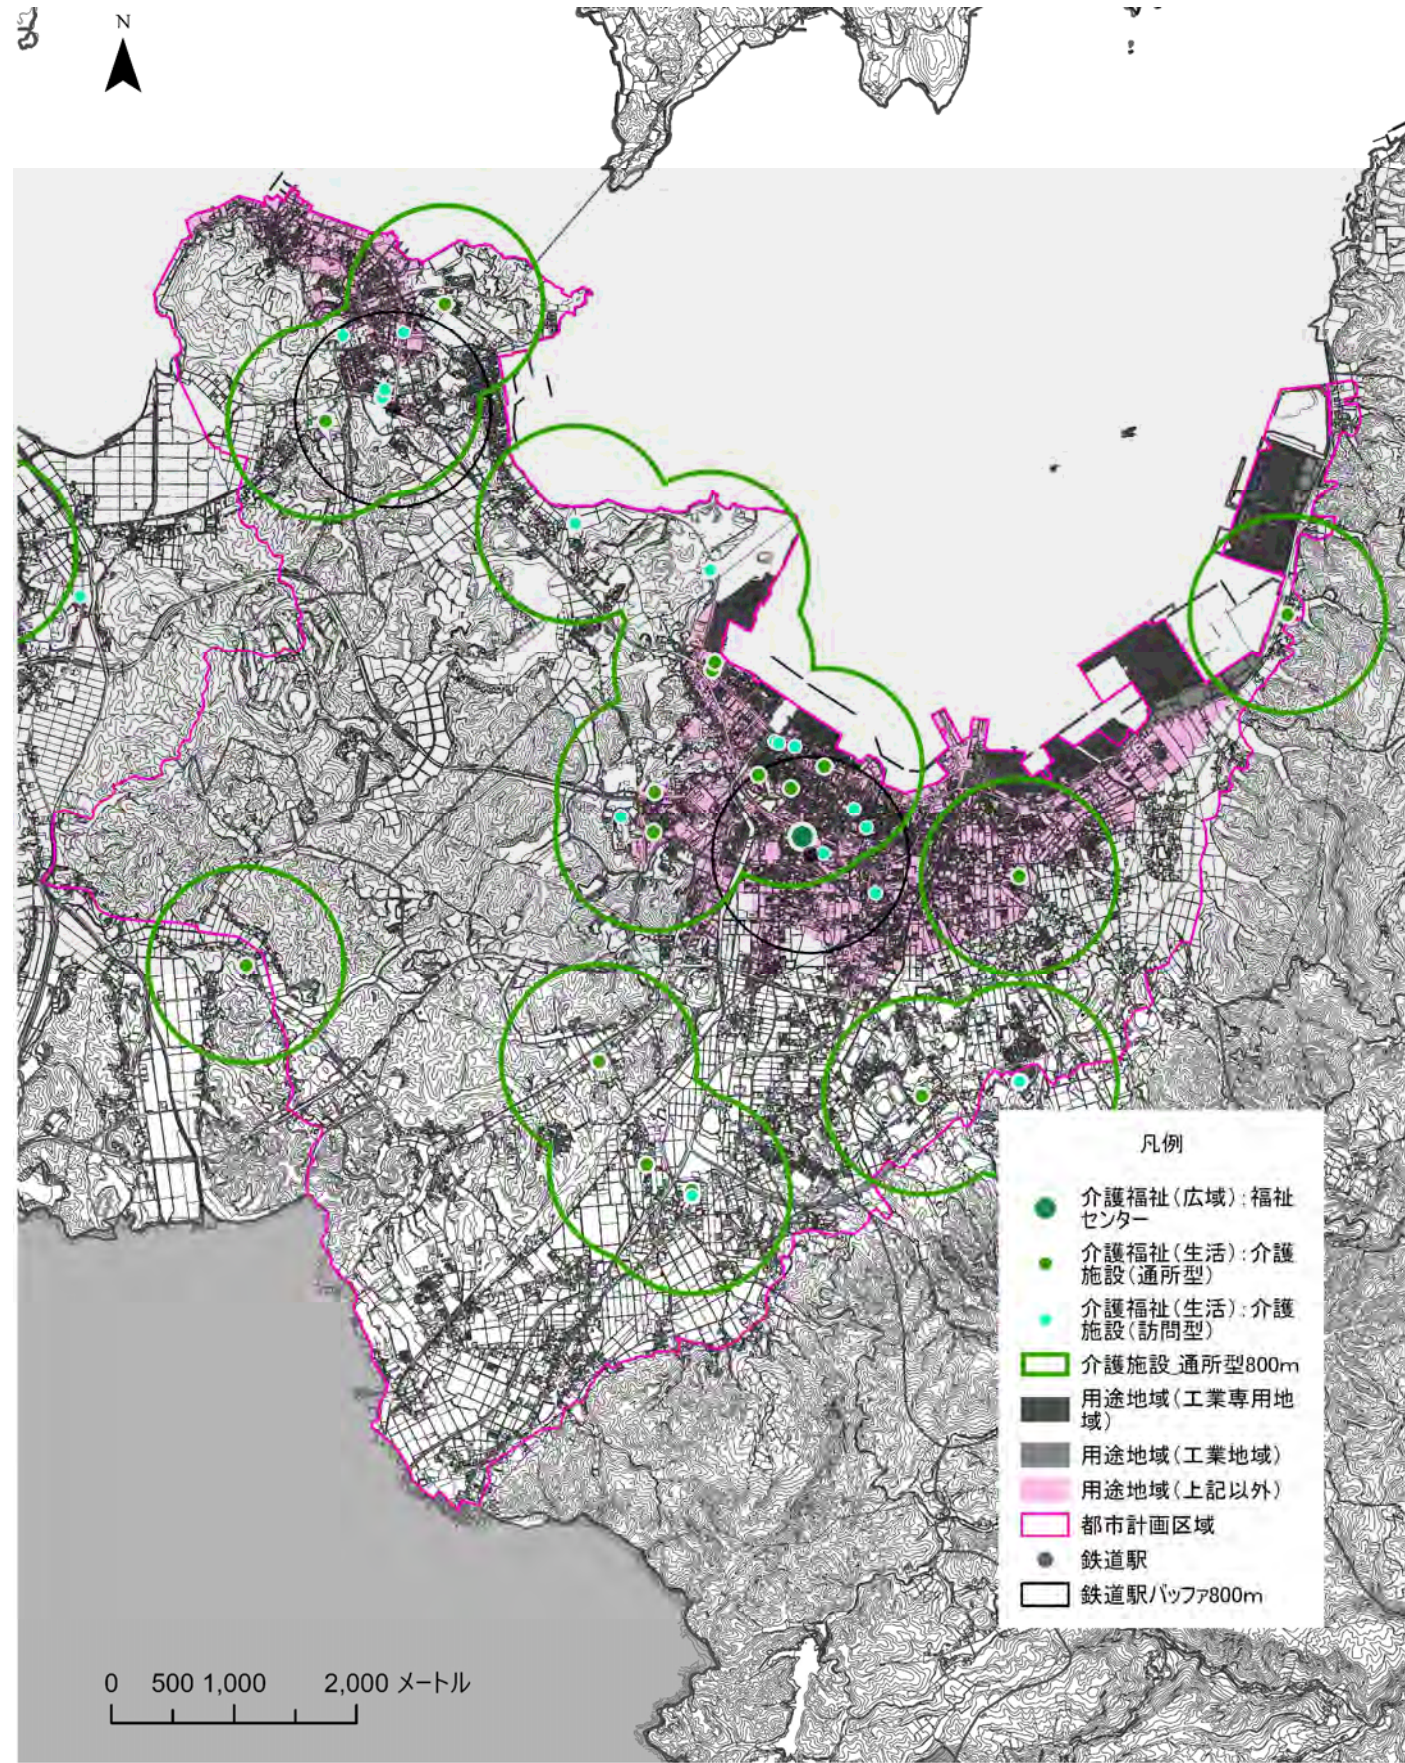 N
凡例
介護福祉(広域):福祉
センター
介護福祉(生活):介護
施設(通所型)
介護福祉(生活):介護
施設(訪問型)
介護施設_通所型800m
用途地域(工業専用地
域)
用途地域(工業地域)
用途地域(上記以外)
都市計画区域
鉄道駅
鉄道駅バッファ800m
0 500 1,000 2,000 メートル